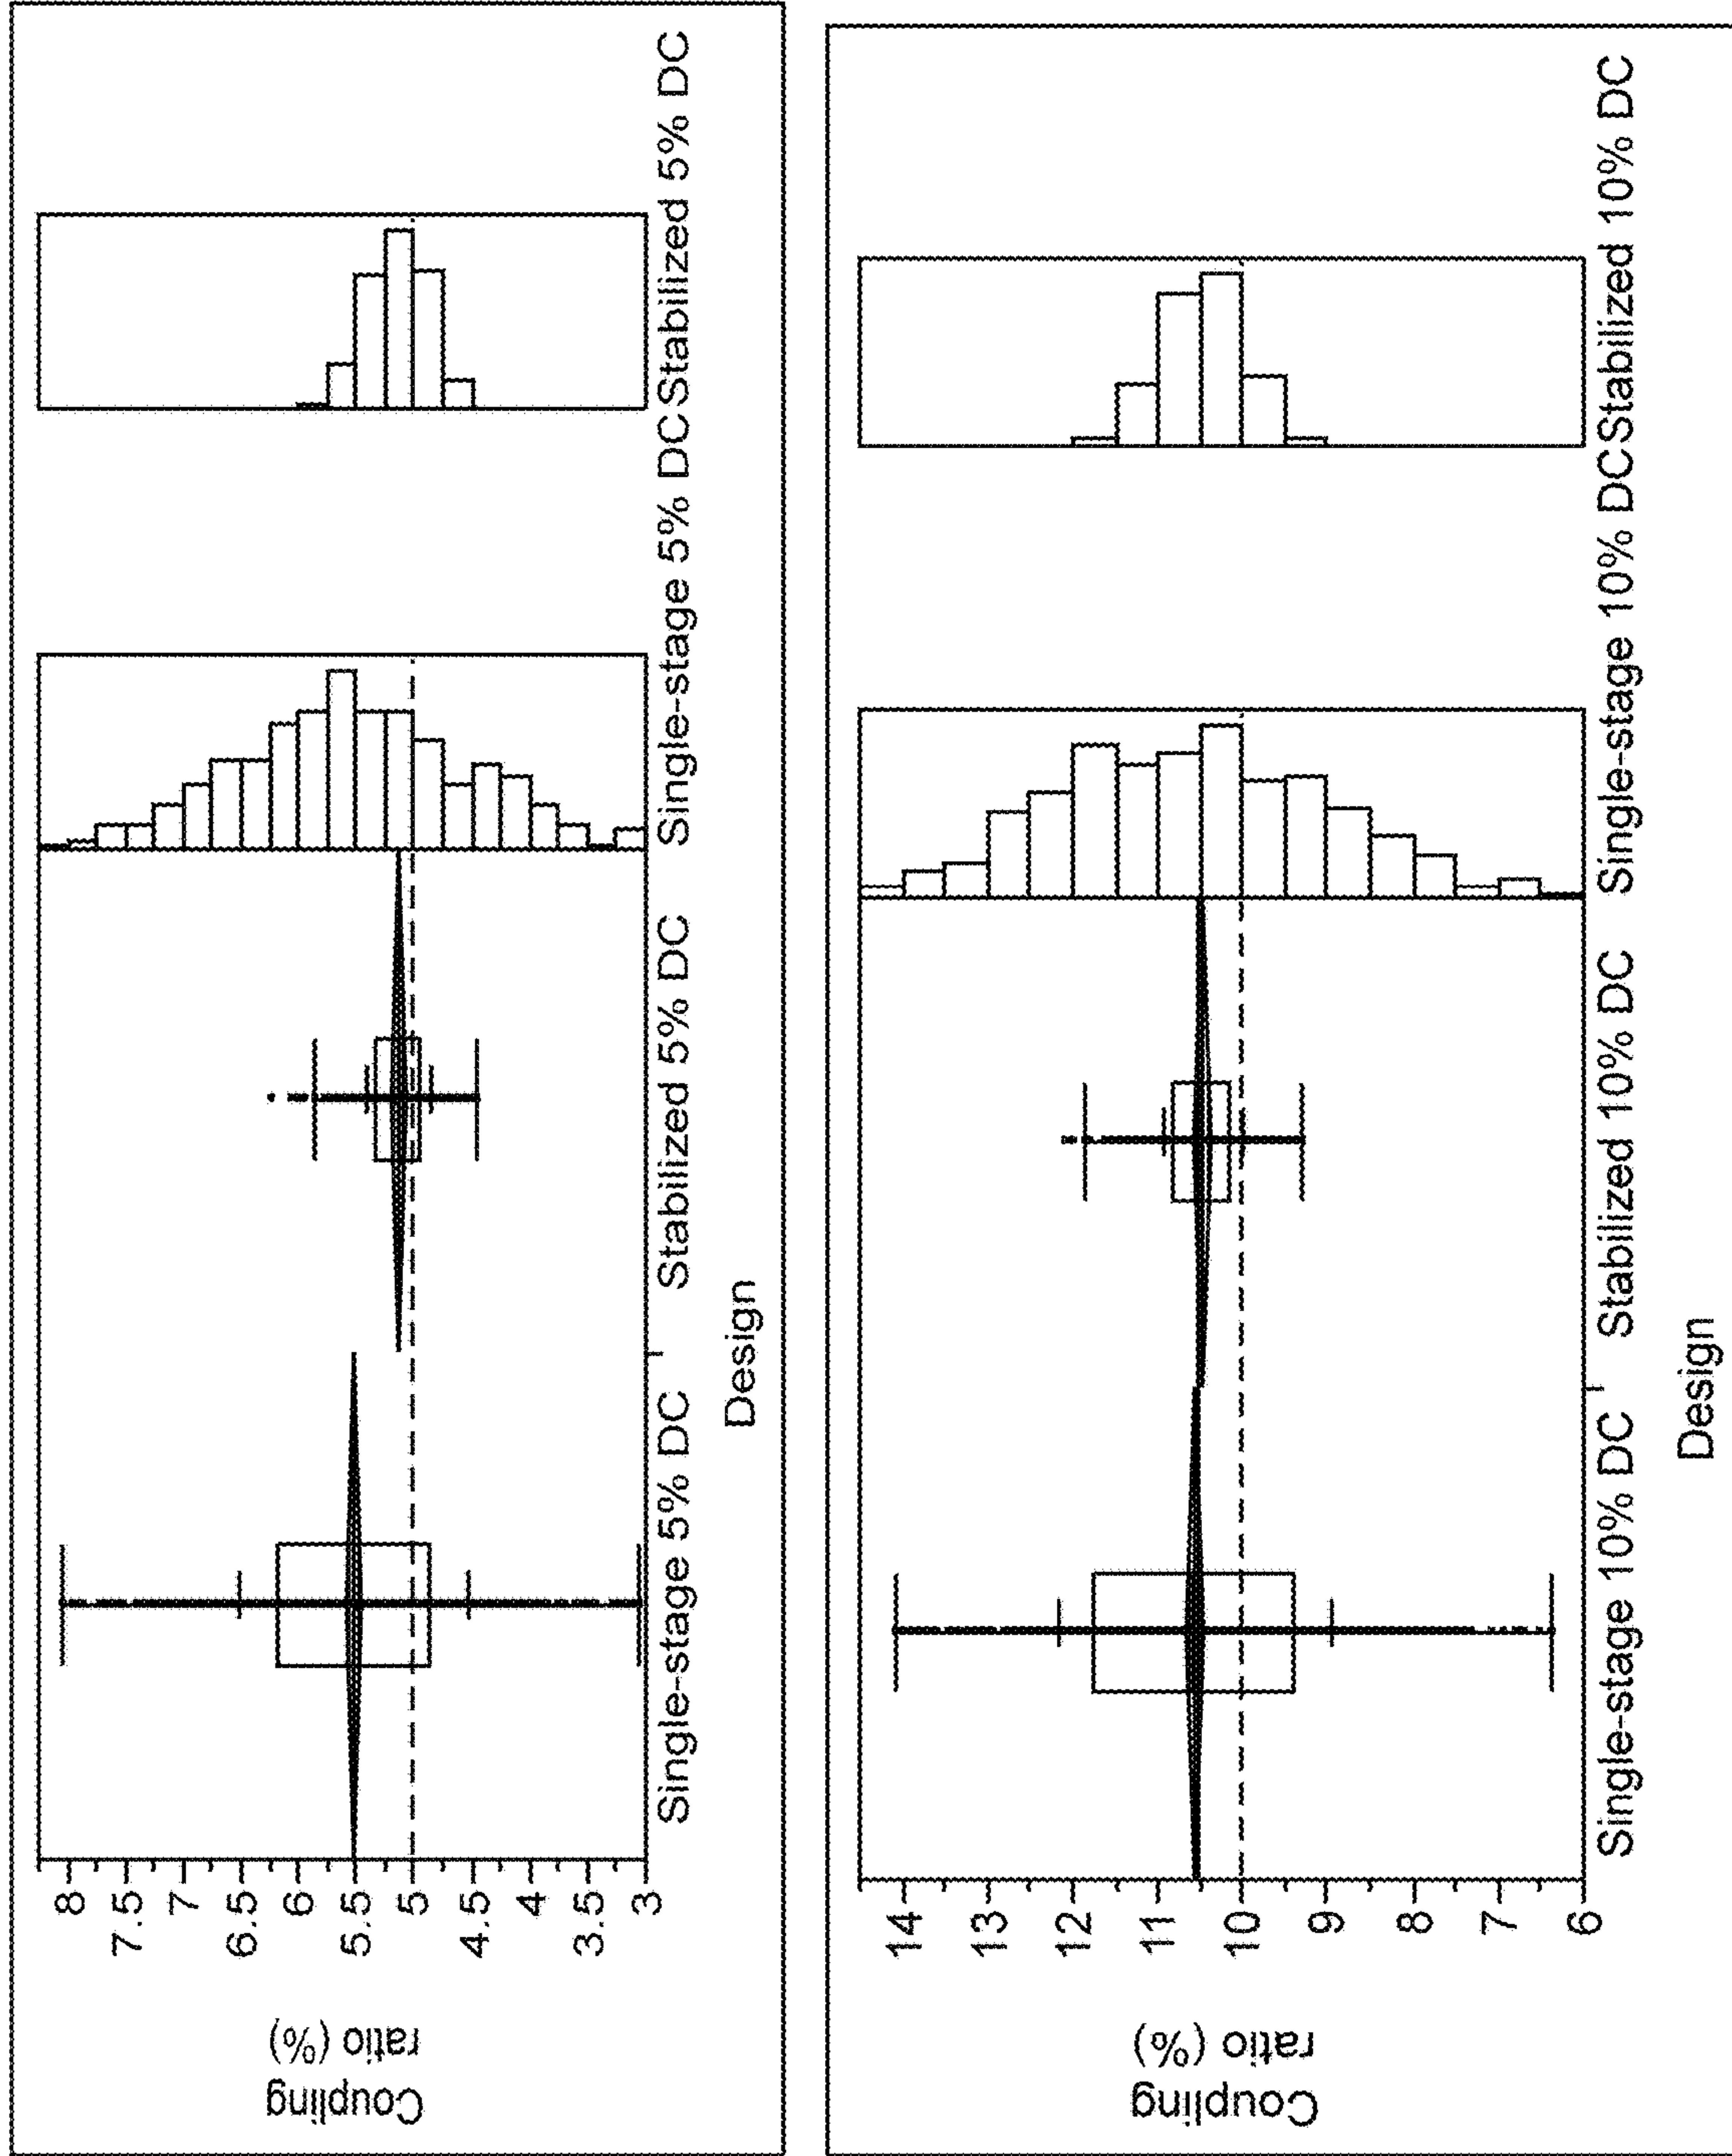 Coupling
ratio (%)
8
7.5
7
6.5
6
5.5
5
4.5
4
3.5
3
Single-stage 5% DC
Stabilized 5% DC
Single-stage 5% DC
Stabilized 5% DC
Design
Coupling
ratio (%)
14
13
12
11
10
9
8
7
6
Single-stage 10% DC
Stabilized 10% DC
Single-stage 10% DC
Stabilized 10% DC
Design